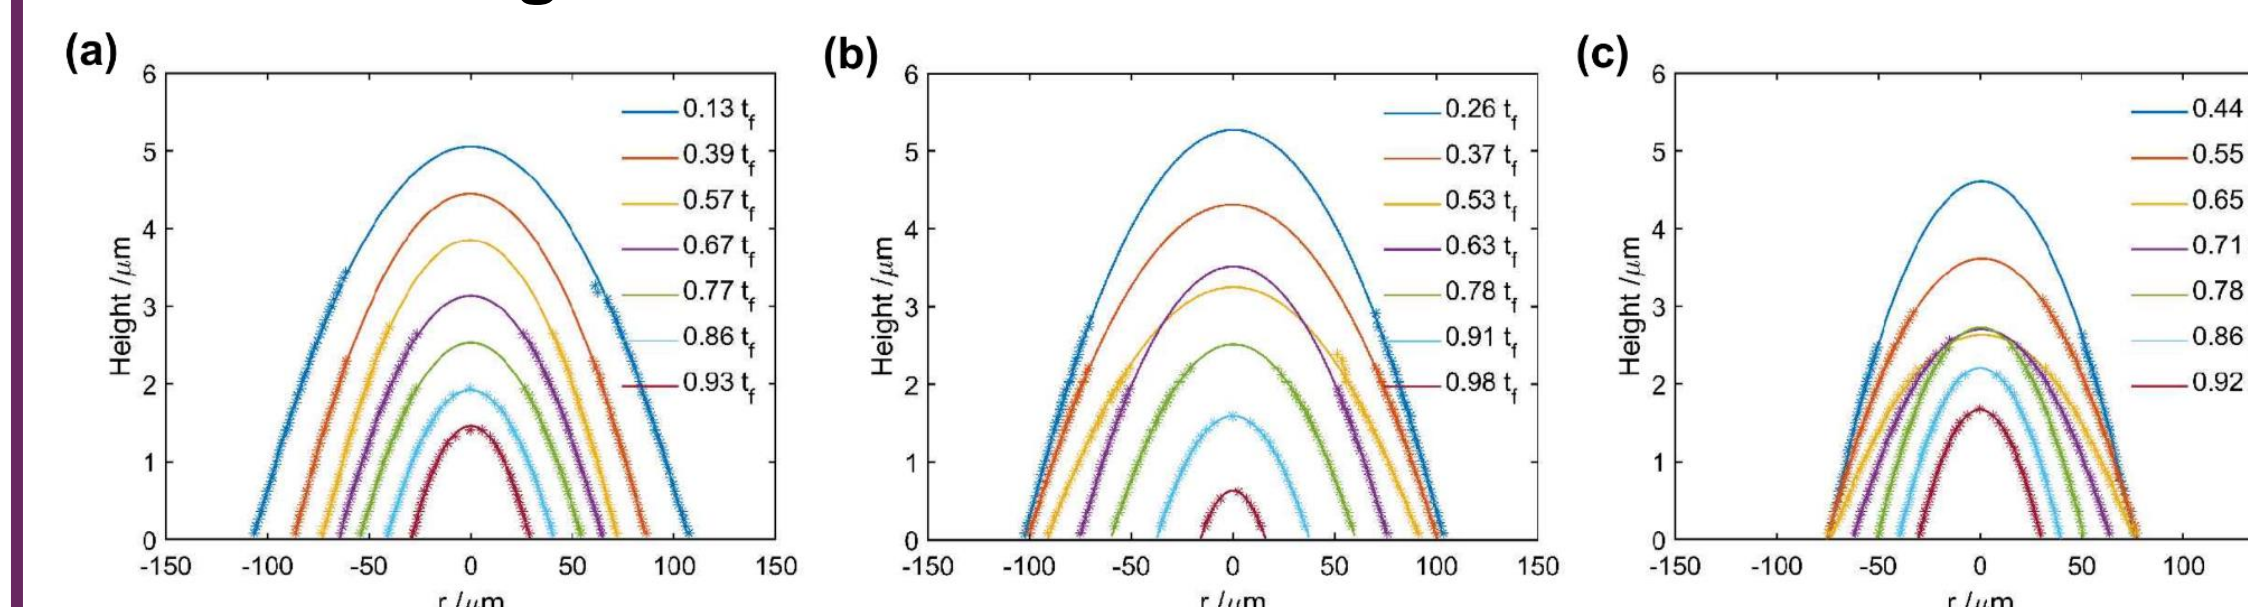 (a)
6
5
4
3
2
1
0
Height /μm
-150 -100 -50 0 50 100 150
0.13 t_f
0.39 t_f
0.57 t_f
0.67 t_f
0.77 t_f
0.86 t_f
0.93 t_f
(b)
6
5
4
3
2
1
0
Height /μm
-150 -100 -50 0 50 100 150
0.26 t_f
0.37 t_f
0.53 t_f
0.63 t_f
0.78 t_f
0.91 t_f
0.98 t_f
(c)
6
5
4
3
2
1
0
Height /μm
-150 -100 -50 0 50 100
0.44
0.55
0.65
0.71
0.78
0.86
0.92
r /μm
r /μm
r /μm